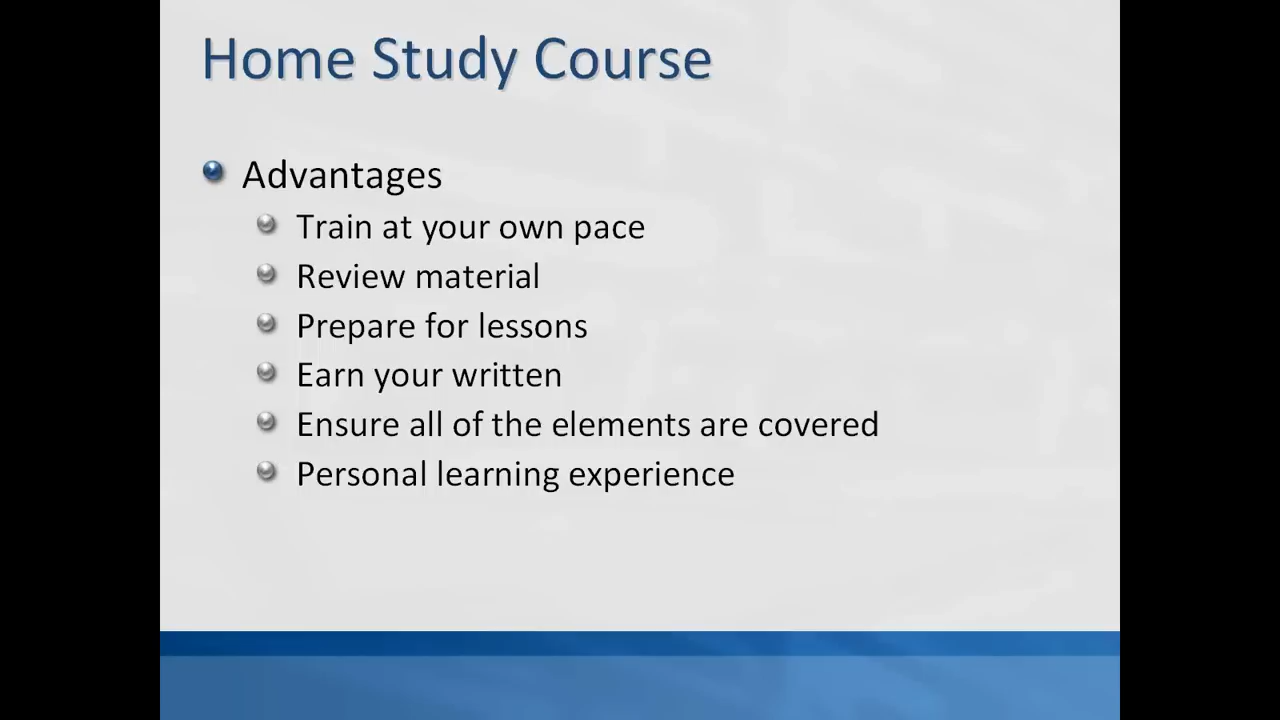 Home Study Course
Advantages
Train at your own pace
Review material
Prepare for lessons
Earn your written
Ensure all of the elements are covered
Personal learning experience